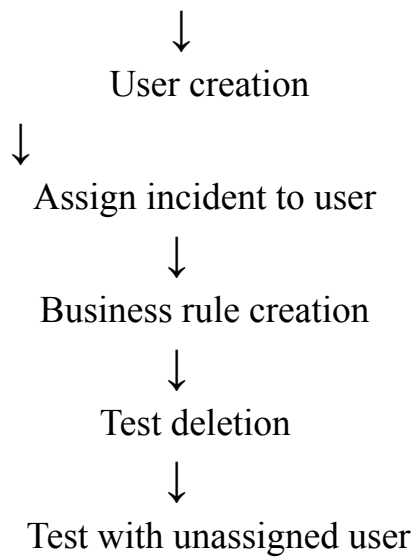 ↓
User creation
↓
Assign incident to user
↓
Business rule creation
↓
Test deletion
↓
Test with unassigned user